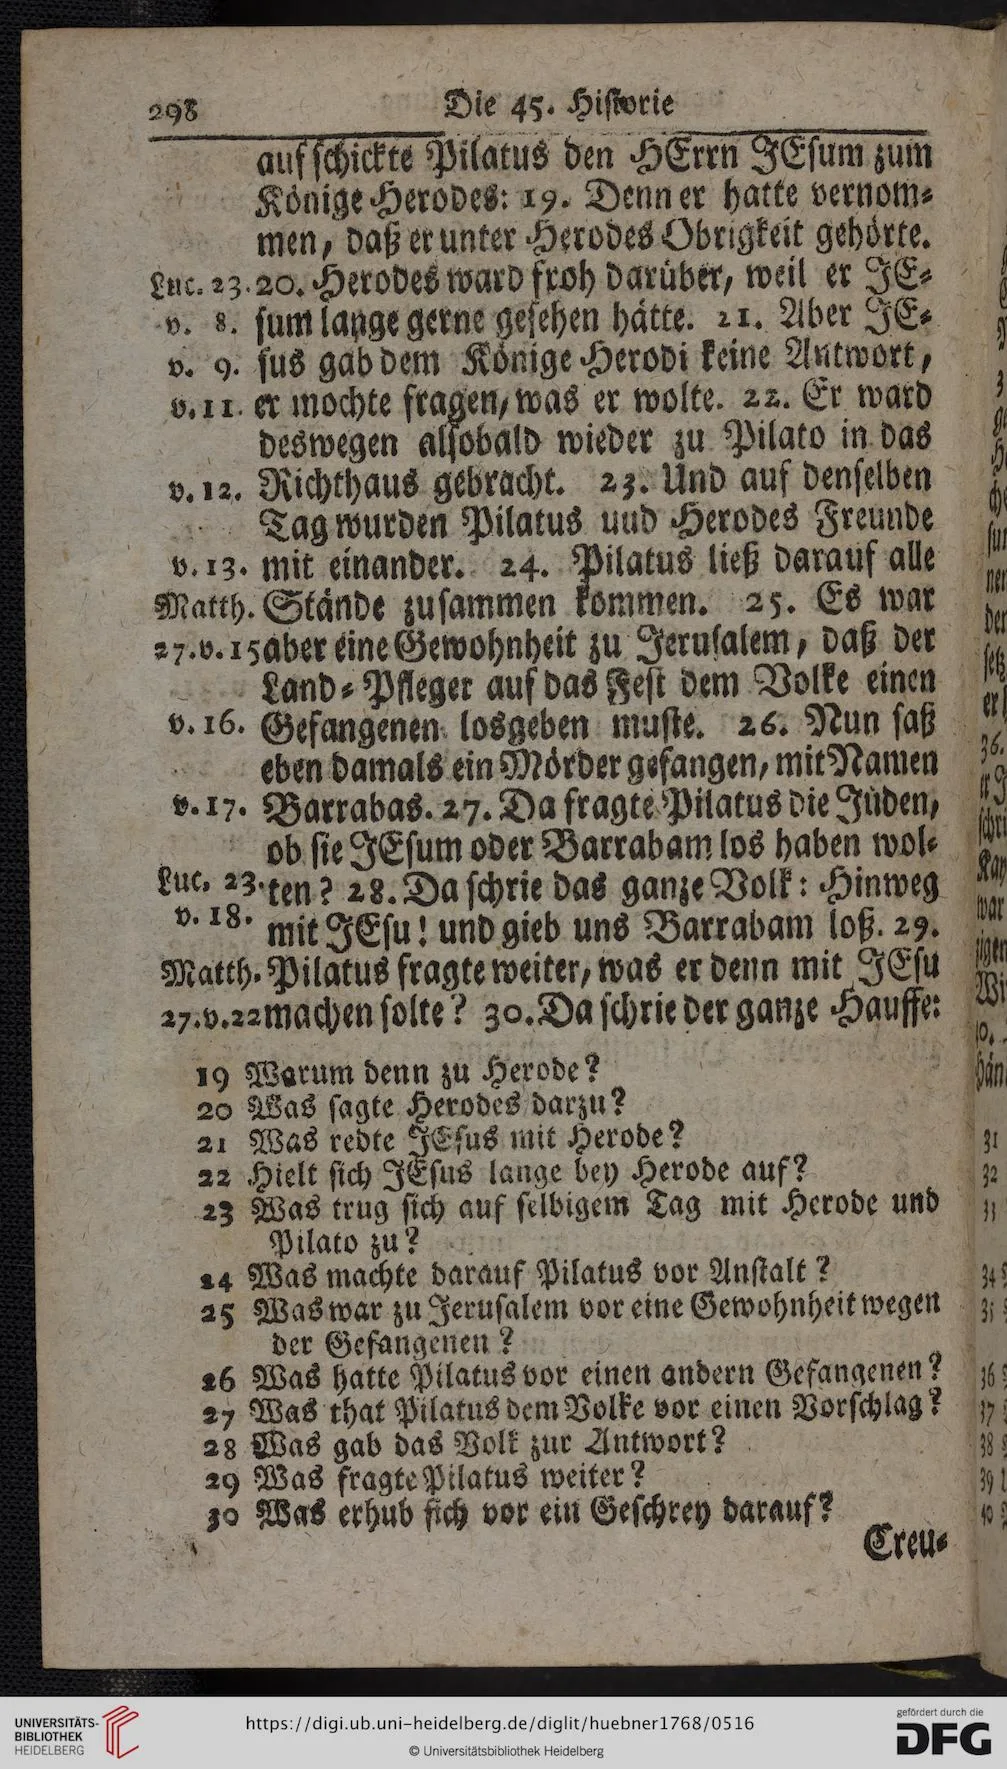 298 Die 45. Historie
auf schickte Pilatus den HErrn JEsum zum
Könige Herodes: 19. Denn er hatte vernom⸗
men, daß er unter Herodes Obrigkeit gehörte.
Luc. 23. 20. Herodes ward froh darüber, weil er JE⸗
v. 8. sum lange gerne gesehen hätte. 21. Aber JE⸗
v. 9. sus gab dem Könige Herodi keine Antwort,
v. 11. er mochte fragen, was er wolte. 22. Er ward
deswegen alsobald wieder zu Pilato in das
v. 12. Richthaus gebracht. 23. Und auf denselben
Tag wurden Pilatus uud Herodes Freunde
v. 13. mit einander. 24. Pilatus ließ darauf alle
Matth. Stände zusammen kommen. 25. Es war
27. v. 15 aber eine Gewohnheit zu Jerusalem, daß der
Land⸗Pfleger auf das Fest dem Volke einen
v. 16. Gefangenen losgeben muste. 26. Nun saß
eben damals ein Mörder gefangen, mit Namen
v. 17. Barrabas. 27. Da fragte Pilatus die Jüden,
ob sie JEsum oder Barrabam los haben wol⸗
Luc. 23. ten? 28. Da schrie das ganze Volk: Hinweg
v. 18. mit JEsu! und gieb uns Barrabam loß. 29.
Matth. Pilatus fragte weiter, was er denn mit JEsu
27. v. 22 machen solte? 30. Da schrie der ganze Hauffe:
19 Warum denn zu Herode?
20 Was sagte Herodes darzu?
21 Was redte JEsus mit Herode?
22 Hielt sich JEsus lange bey Herode auf?
23 Was trug sich auf selbigem Tag mit Herode und
Pilato zu?
24 Was machte darauf Pilatus vor Anstalt?
25 Was war zu Jerusalem vor eine Gewohnheit wegen
der Gefangenen?
26 Was hatte Pilatus vor einen andern Gefangenen?
27 Was that Pilatus dem Volke vor einen Vorschlag?
28 Was gab das Volk zur Antwort?
29 Was fragte Pilatus weiter?
30 Was erhub sich vor ein Geschrey darauf?
Creu⸗
UNIVERSITÄTS-
BIBLIOTHEK
HEIDELBERG
https://digi.ub.uni-heidelberg.de/diglit/huebner1768/0516
© Universitätsbibliothek Heidelberg
gefördert durch die
DFG